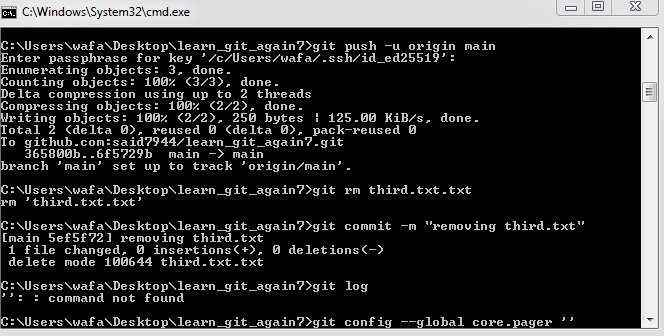 C:\Windows\System32\cmd.exe
C:\Users\wafa\Desktop\learn_git_again7>git push -u origin main
Enter passphrase for key '/c/Users/wafa/.ssh/id_ed25519':
Enumerating objects: 3, done.
Counting objects: 100% (3/3), done.
Delta compression using up to 2 threads
Compressing objects: 100% (2/2), done.
Writing objects: 100% (2/2), 250 bytes | 125.00 KiB/s, done.
Total 2 (delta 0), reused 0 (delta 0), pack-reused 0
To github.com:said7944/learn_git_again7.git
   365800b..6f5729b  main -> main
branch 'main' set up to track 'origin/main'.
C:\Users\wafa\Desktop\learn_git_again7>git rm third.txt.txt
rm 'third.txt.txt'
C:\Users\wafa\Desktop\learn_git_again7>git commit -m "removing third.txt"
[main 5ef5f72] removing third.txt
 1 file changed, 0 insertions(+), 0 deletions(-)
 delete mode 100644 third.txt.txt
C:\Users\wafa\Desktop\learn_git_again7>git log
'': : command not found
C:\Users\wafa\Desktop\learn_git_again7>git config --global core.pager ''